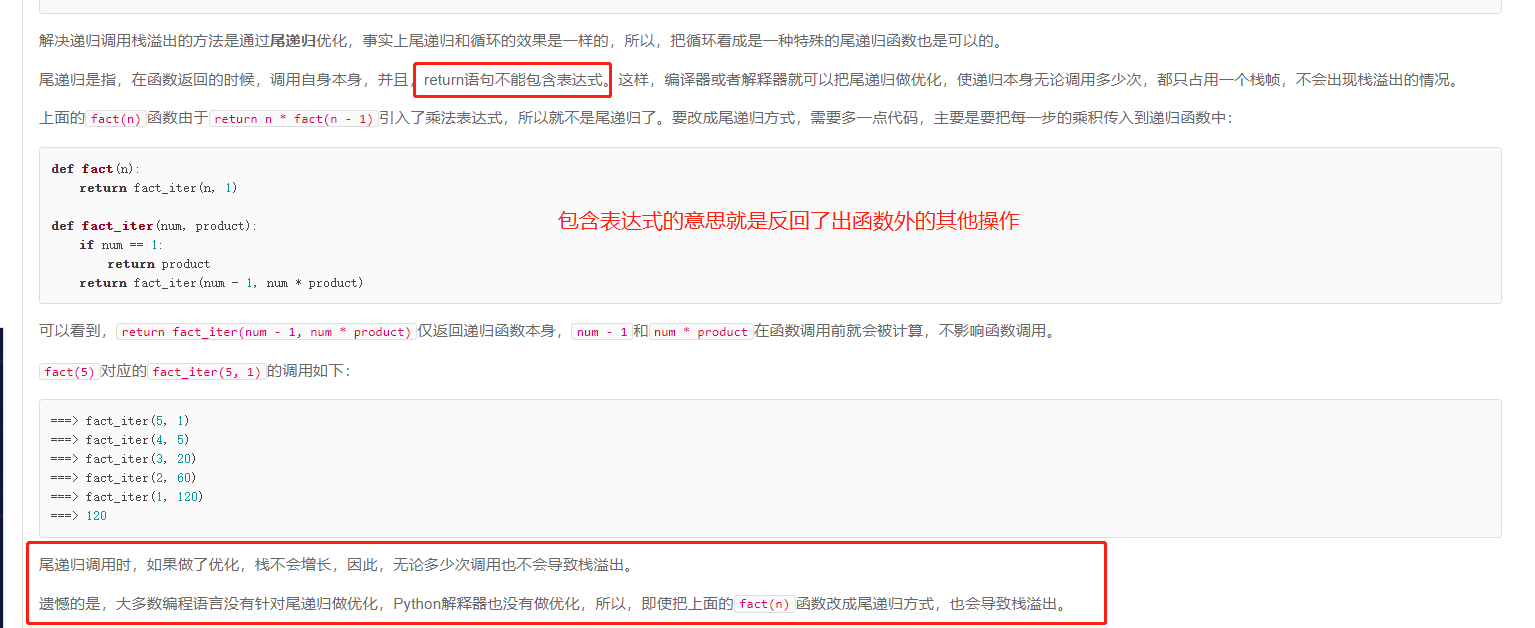 解决递归调用栈溢出的方法是通过尾递归优化，事实上尾递归和循环的效果是一样的，所以，把循环看成是一种特殊的尾递归函数也是可以的。
尾递归是指，在函数返回的时候，调用自身本身，并且，return语句不能包含表达式。这样，编译器或者解释器就可以把尾递归做优化，使递归本身无论调用多少次，都只占用一个栈帧，不会出现栈溢出的情况。
上面的fact(n)函数由于return n * fact(n - 1)引入了乘法表达式，所以就不是尾递归了。要改成尾递归方式，需要多一点代码，主要是要把每一步的乘积传入到递归函数中：
def fact(n):
    return fact_iter(n, 1)
def fact_iter(num, product):
包含表达式的意思就是反回了出函数外的其他操作
    if num == 1:
        return product
    return fact_iter(num - 1, num * product)
可以看到，return fact_iter(num - 1, num * product)仅返回递归函数本身，num - 1和num * product在函数调用前就会被计算，不影响函数调用。
fact(5)对应的fact_iter(5, 1)的调用如下：
===> fact_iter(5, 1)
===> fact_iter(4, 5)
===> fact_iter(3, 20)
===> fact_iter(2, 60)
===> fact_iter(1, 120)
===> 120
尾递归调用时，如果做了优化，栈不会增长，因此，无论多少次调用也不会导致栈溢出。
遗憾的是，大多数编程语言没有针对尾递归做优化，Python解释器也没有做优化，所以，即使把上面的fact(n)函数改成尾递归方式，也会导致栈溢出。